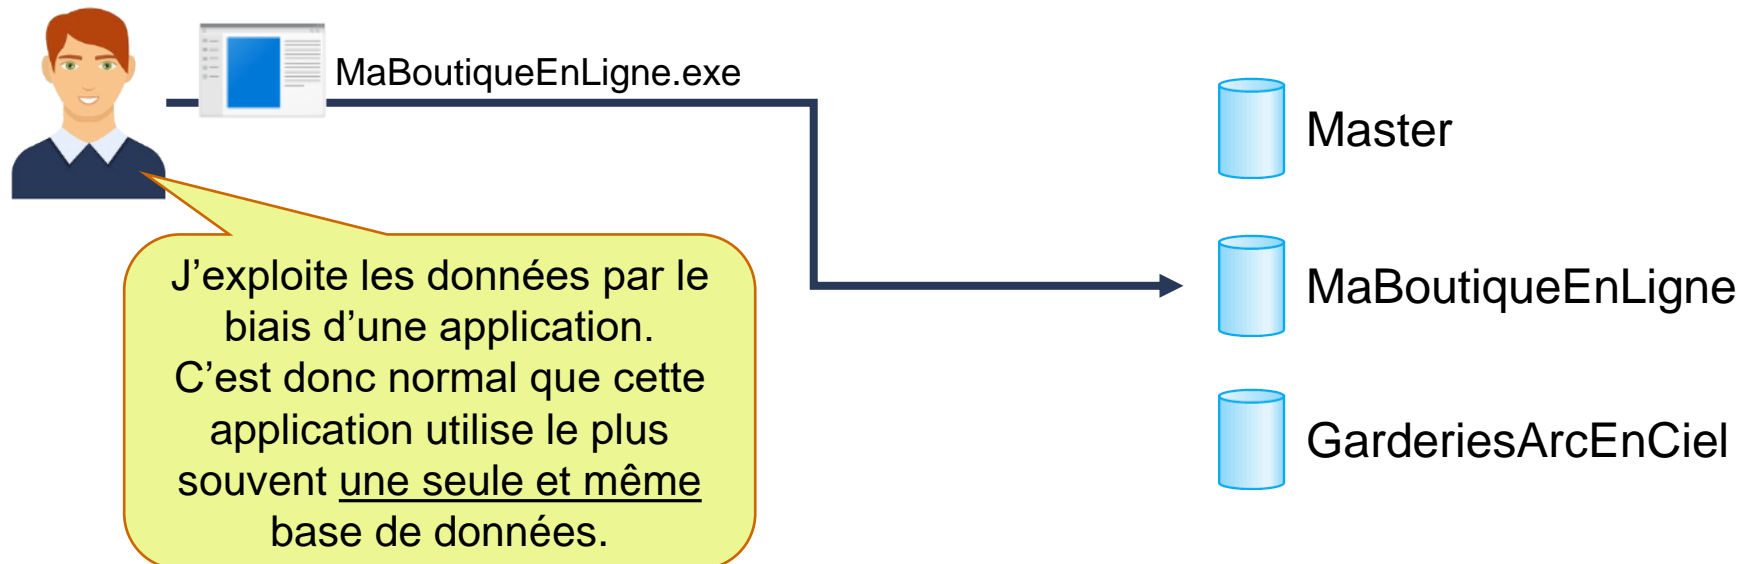 MaBoutiqueEnLigne.exe
J’exploite les données par le
biais d’une application.
C’est donc normal que cette
application utilise le plus
souvent une seule et même
base de données.
Master
MaBoutiqueEnLigne
GarderiesArcEnCiel